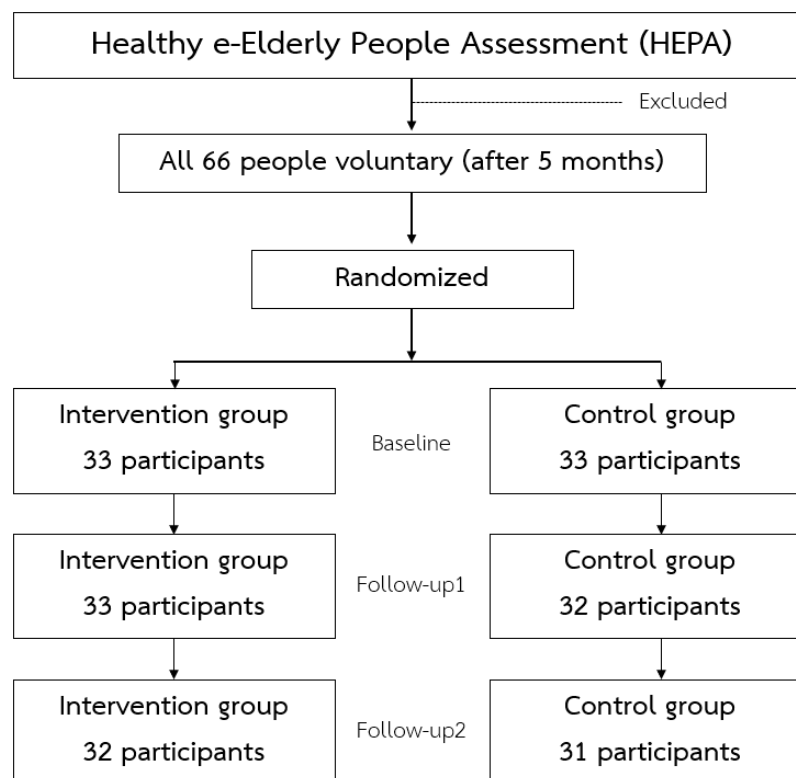 Healthy e-Elderly People Assessment (HEPA)
Excluded
All 66 people voluntary (after 5 months)
Randomized
Intervention group
33 participants
Baseline
Control group
33 participants
Intervention group
33 participants
Follow-up1
Control group
32 participants
Intervention group
32 participants
Follow-up2
Control group
31 participants